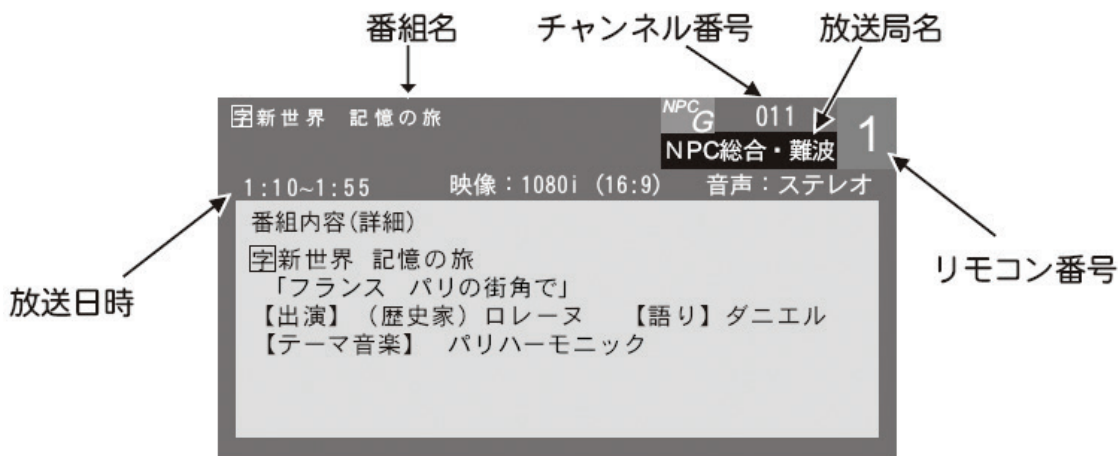 番組名
チャンネル番号
放送局名
字新世界 記憶の旅
NPC G
011
1
NPC総合・難波
1:10~1:55 映像:1080i (16:9) 音声:ステレオ
番組内容(詳細)
字新世界 記憶の旅
「フランス パリの街角で」
【出演】 (歴史家)ロレーヌ 【語り】ダニエル
【テーマ音楽】 パリハーモニック
放送日時
リモコン番号